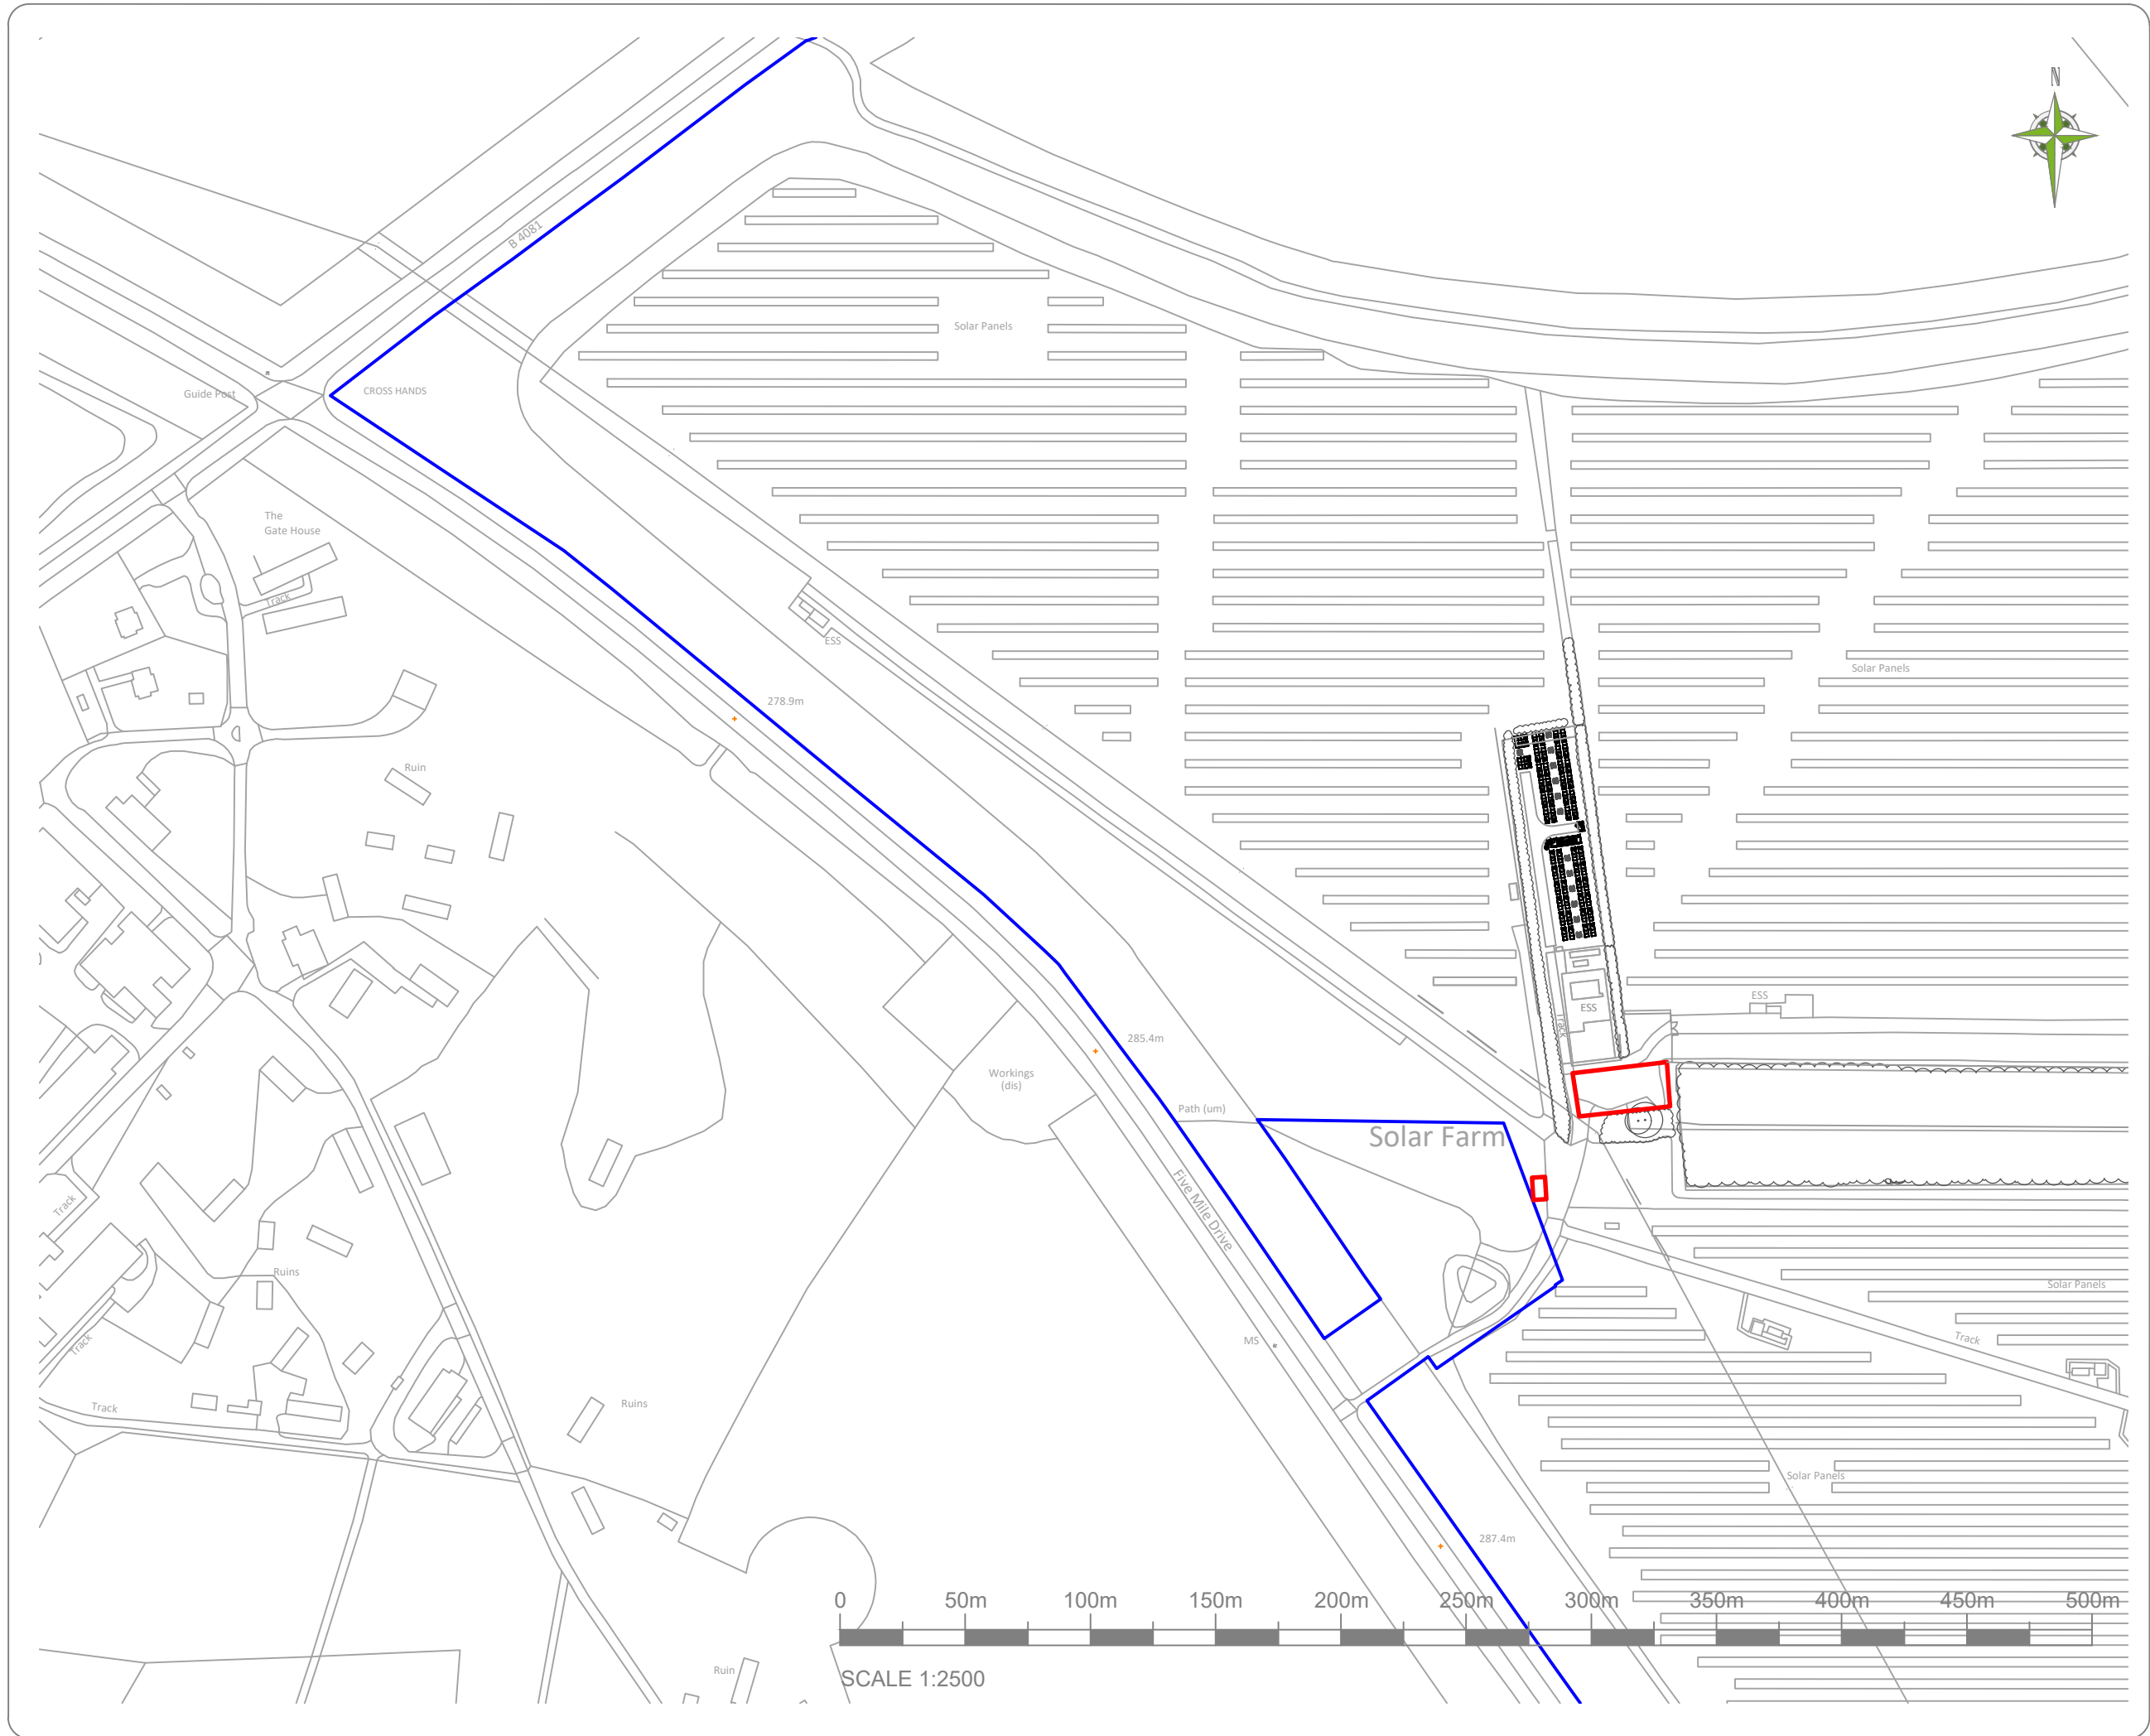 N
B 4081
Solar Panels
Guide Post
CROSS HANDS
The
Gate House
Track
ESS
Solar Panels
278.9m
Ruin
ESS
ESS
Track
285.4m
Workings
(dis)
Path (um)
Solar Farm
Five Mile Drive
Track
Ruins
Solar Panels
MS
Track
Track
Track
Ruins
Solar Panels
287.4m
0 50m 100m 150m 200m 250m 300m 350m 400m 450m 500m
Ruin
SCALE 1:2500